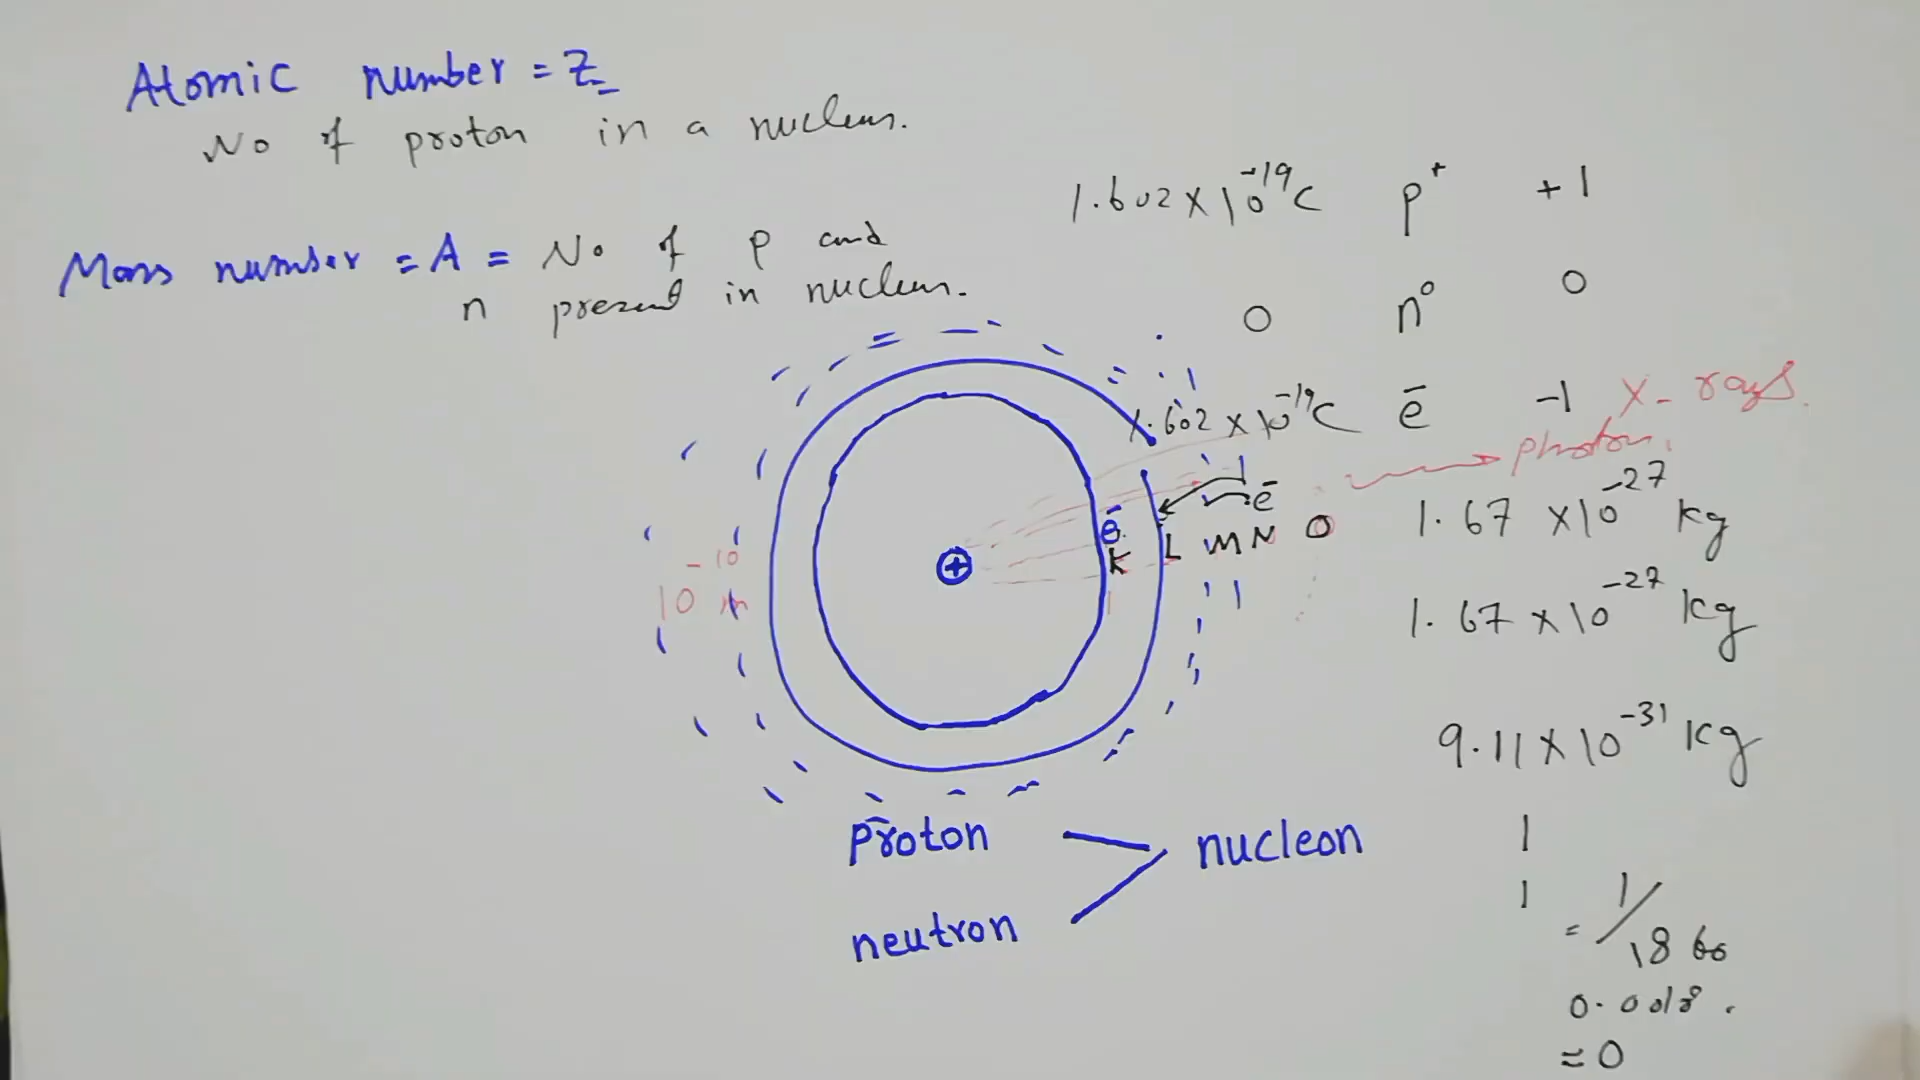 Atomic number = Z
No of proton in a nucleus.
Mass number = A = No of p and
n present in nucleus.
1.602 x 10⁻¹⁹ C p⁺ +1
0 n⁰ 0
1.602 x 10⁻¹⁹ C e⁻ -1
X-rays
photon.
1.67 x 10⁻²⁷ kg
1.67 x 10⁻²⁷ kg
9.11 x 10⁻³¹ kg
e⁻
e⁻
K L M N O
+
10⁻¹⁰ m
proton
neutron
nucleon
1
1
= 1/1860
0.0018.
≈ 0